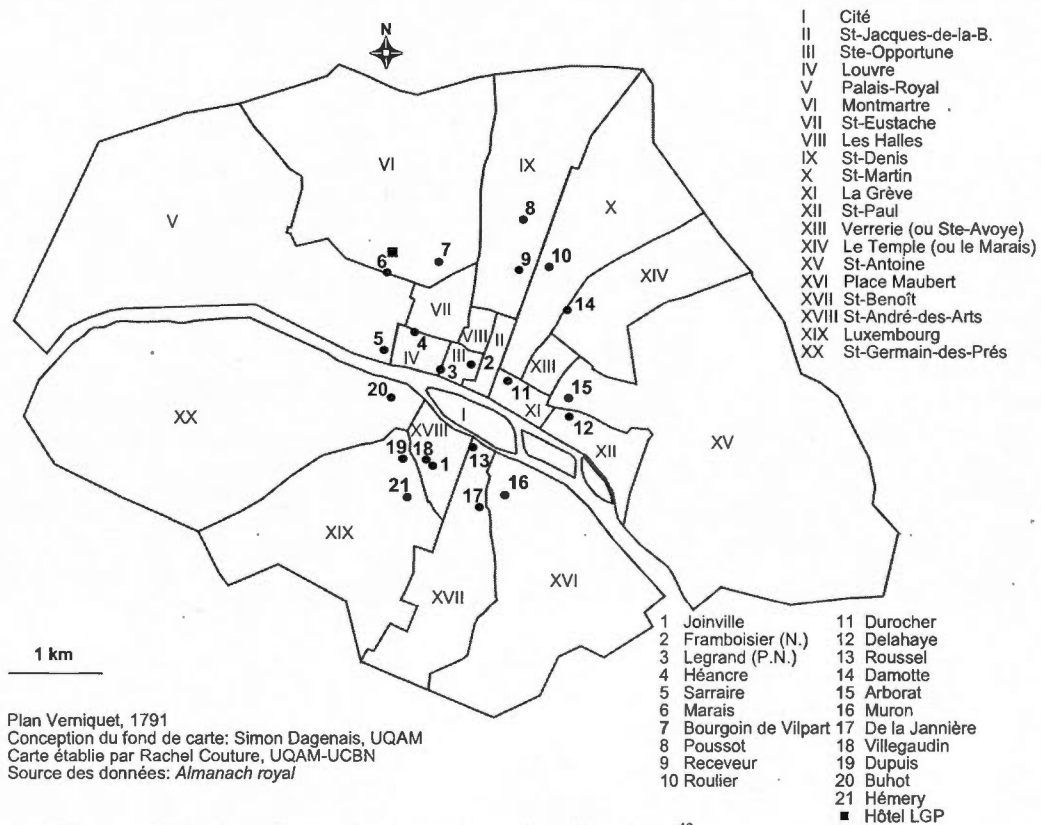 N
I Cité
II St-Jacques-de-la-B.
III Ste-Opportune
IV Louvre
V Palais-Royal
VI Montmartre
VII St-Eustache
VIII Les Halles
IX St-Denis
X St-Martin
XI La Grève
XII St-Paul
XIII Verrerie (ou Ste-Avoye)
XIV Le Temple (ou le Marais)
XV St-Antoine
XVI Place Maubert
XVII St-Benoît
XVIII St-André-des-Arts
XIX Luxembourg
XX St-Germain-des-Prés
VI
IX
X
V
8
7
6
9
10
XIV
14
VII
VIII
II
5
4
IV
III
3
2
XIII
11
XI
15
12
20
I
XX
XVIII
XII
XV
19
18
1
13
21
17
16
XIX
XVII
XVI
1 km
Plan Verniquet, 1791
Conception du fond de carte: Simon Dagenais, UQAM
Carte établie par Rachel Couture, UQAM-UCBN
Source des données: Almanach royal
1 Joinville
2 Framboisier (N.)
3 Legrand (P.N.)
4 Héancre
5 Sarraire
6 Marais
7 Bourgoin de Vilpart
8 Poussot
9 Receveur
10 Roulier
11 Durocher
12 Delahaye
13 Roussel
14 Damotte
15 Arborat
16 Muron
17 De la Jannière
18 Villegaudin
19 Dupuis
20 Buhot
21 Hémery
■ Hôtel LGP